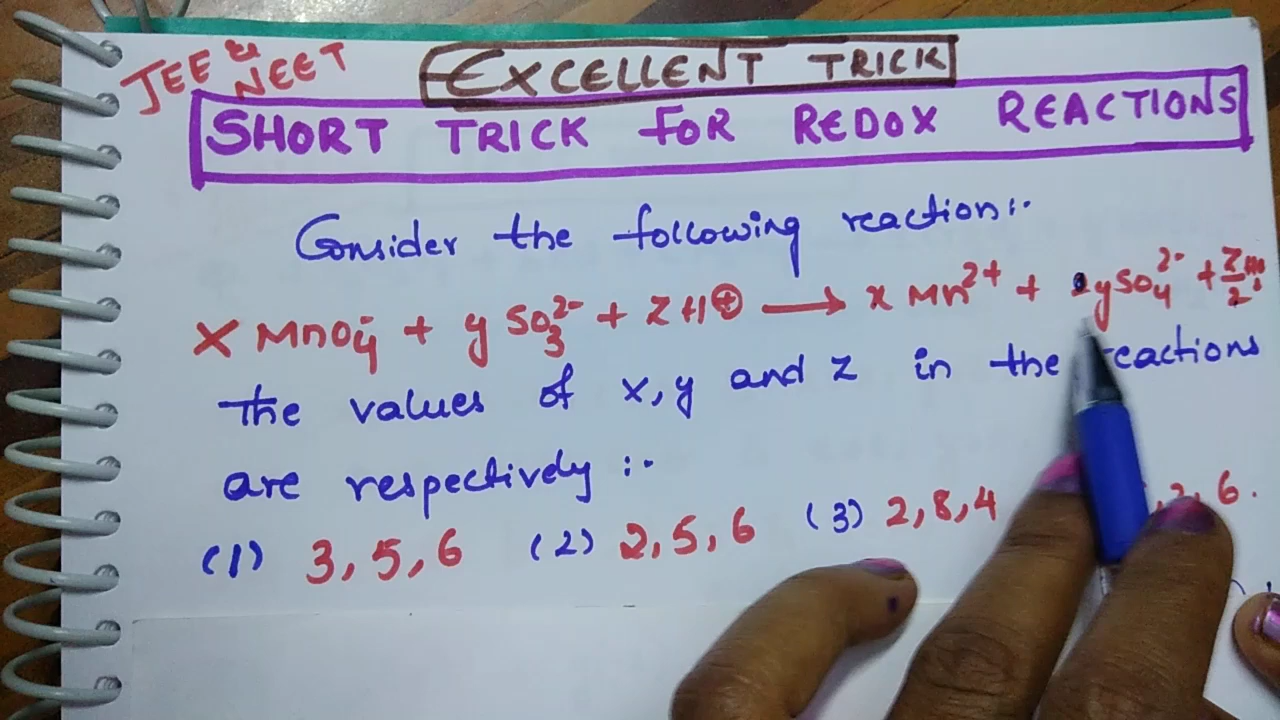 JEE & NEET
EXCELLENT TRICK
SHORT TRICK FOR REDOX REACTIONS
Consider the following reaction:-
x MnO₄⁻ + y SO₃²⁻ + z H⊕ ⟶ x Mn²⁺ + y SO₄²⁻ + z/2
the values of x, y and z in the reactions
are respectively :-
(1) 3, 5, 6 (2) 2, 5, 6 (3) 2, 8, 4 , 2, 6.